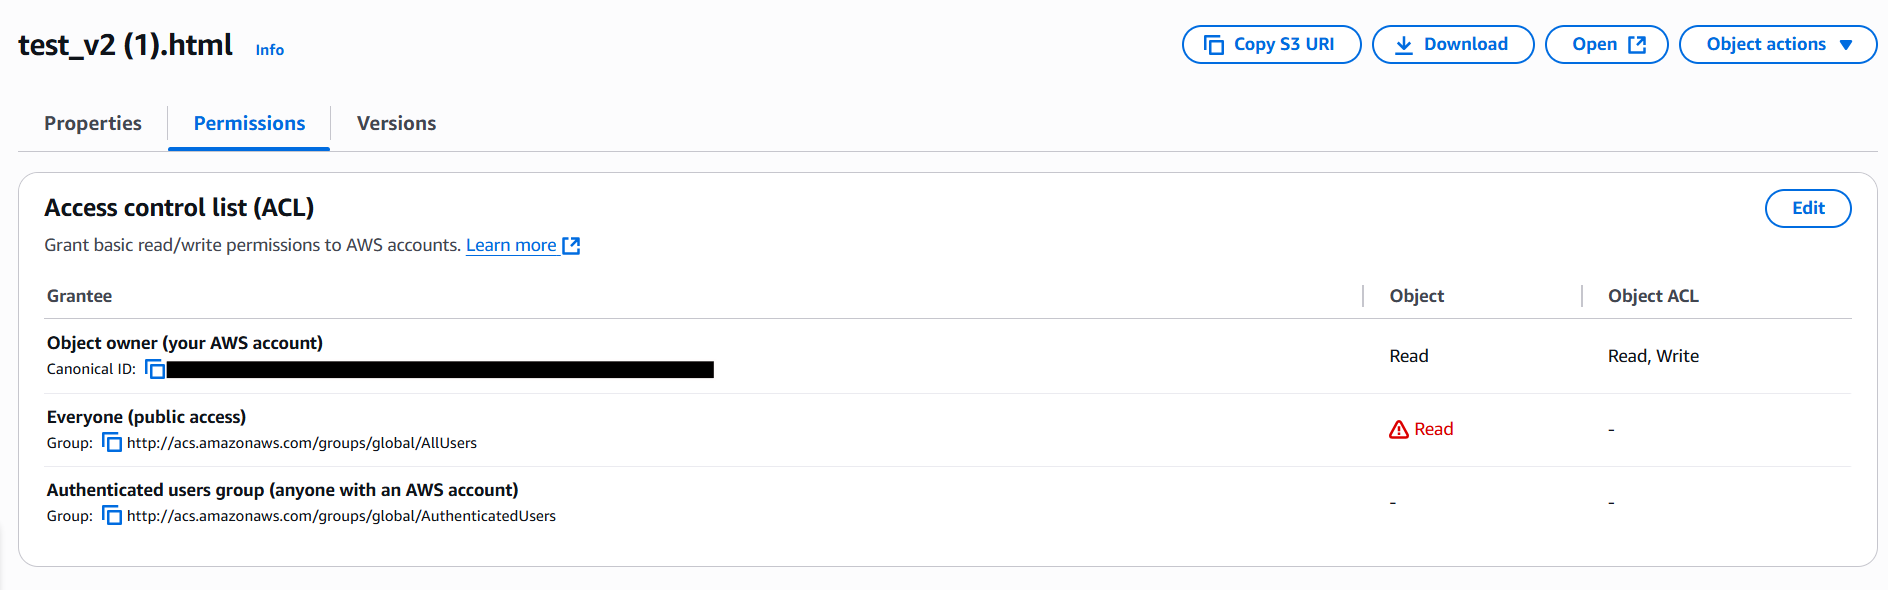 test_v2 (1).html Info Copy S3 URI Download Open Object actions
Properties Permissions Versions
Access control list (ACL) Edit
Grant basic read/write permissions to AWS accounts. Learn more
Grantee Object Object ACL
Object owner (your AWS account)
Canonical ID: Read Read, Write
Everyone (public access)
Group: http://acs.amazonaws.com/groups/global/AllUsers Read -
Authenticated users group (anyone with an AWS account)
Group: http://acs.amazonaws.com/groups/global/AuthenticatedUsers - -